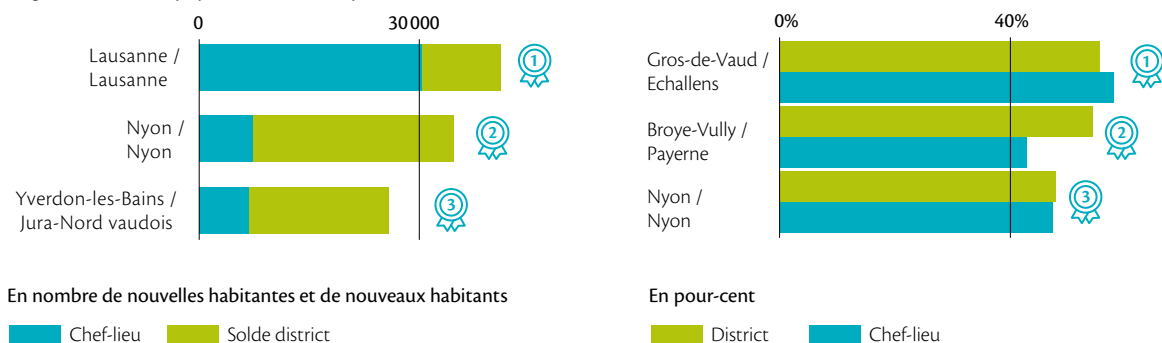 0
30 000
Lausanne /
Lausanne
1
Nyon /
Nyon
2
Yverdon-les-Bains /
Jura-Nord vaudois
3
En nombre de nouvelles habitantes et de nouveaux habitants
Chef-lieu
Solde district
0%
40%
Gros-de-Vaud /
Echallens
1
Broye-Vully /
Payerne
2
Nyon /
Nyon
3
En pour-cent
District
Chef-lieu